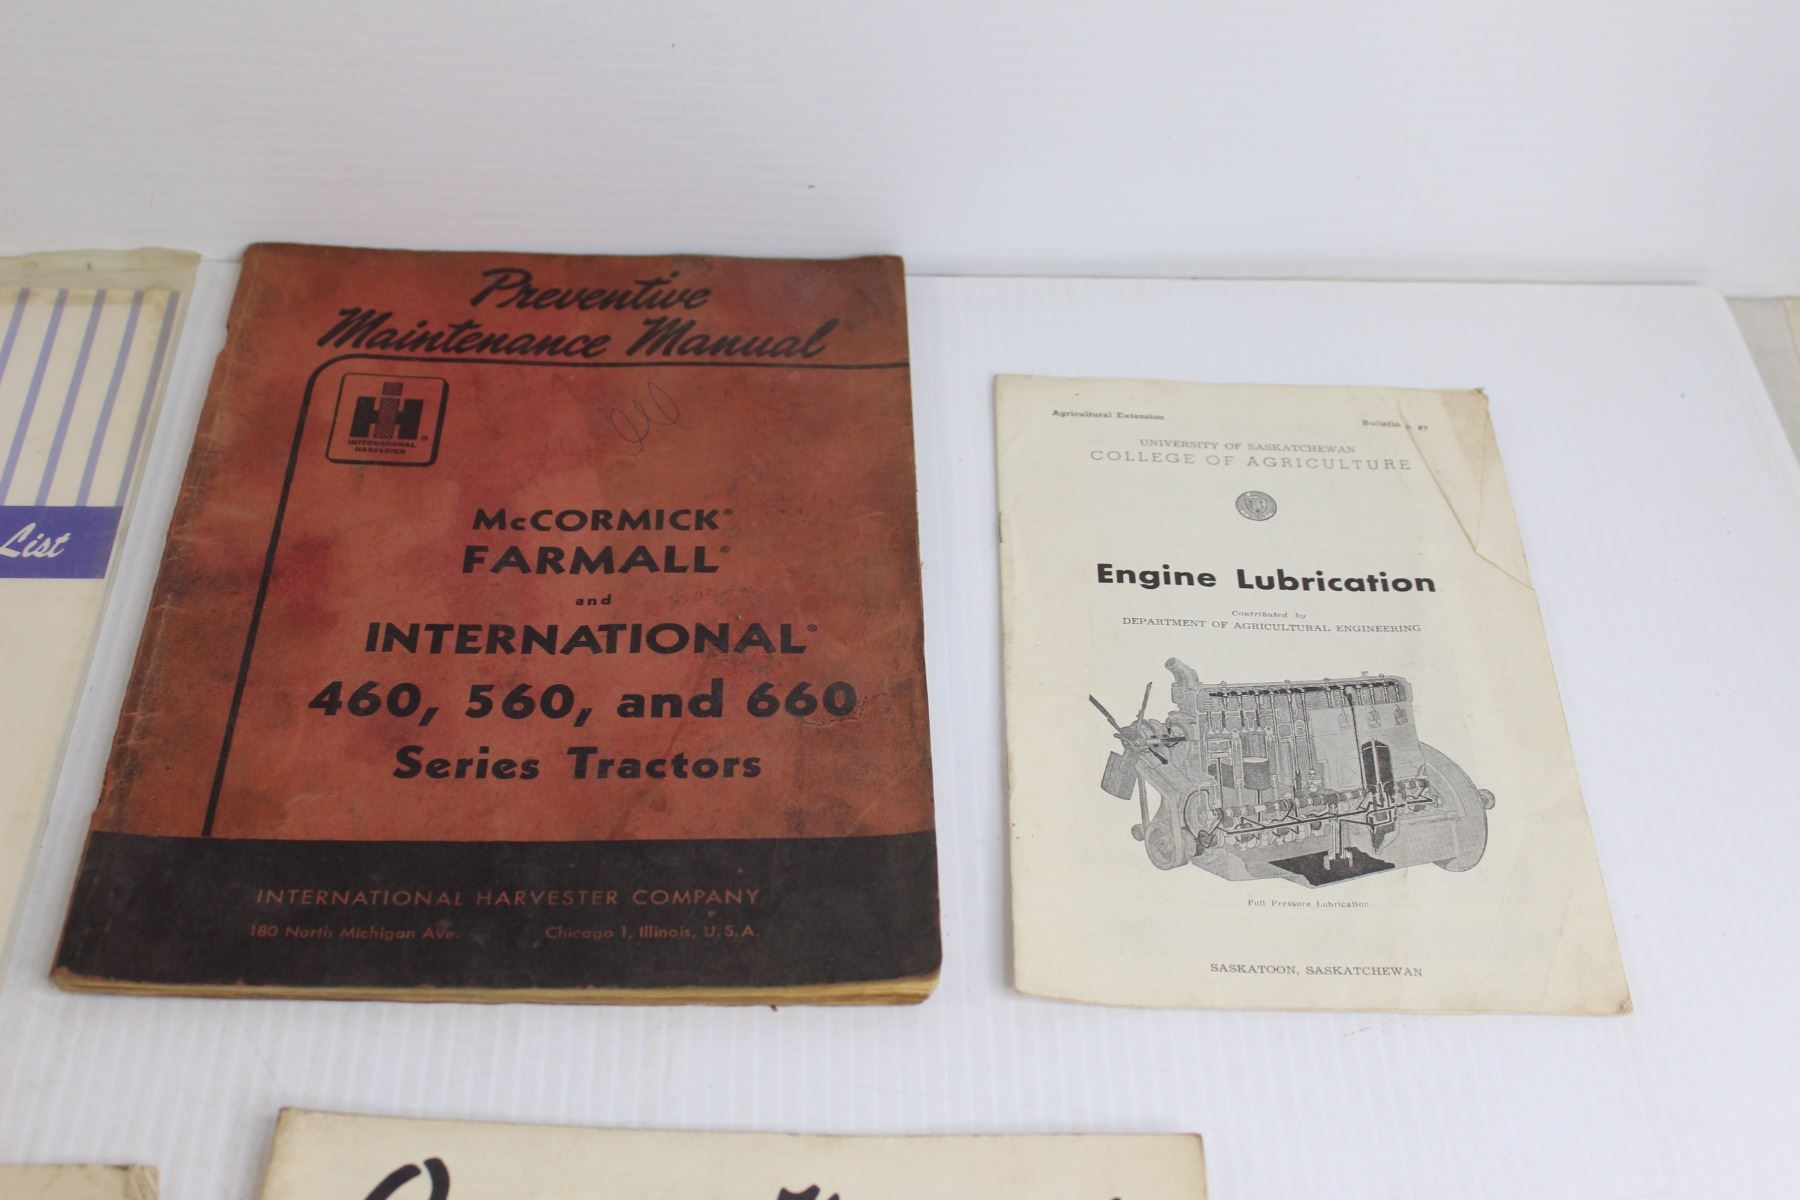 List
Preventive
Maintenance Manual
IH ®
INTERNATIONAL
HARVESTER
McCORMICK®
FARMALL®
and
INTERNATIONAL®
460, 560, and 660
Series Tractors
INTERNATIONAL HARVESTER COMPANY
180 North Michigan Ave. Chicago 1, Illinois, U.S.A.
Agricultural Extension Bulletin 87
UNIVERSITY OF SASKATCHEWAN
COLLEGE OF AGRICULTURE
Engine Lubrication
Contributed by
DEPARTMENT OF AGRICULTURAL ENGINEERING
Full Pressure Lubrication
SASKATOON, SASKATCHEWAN